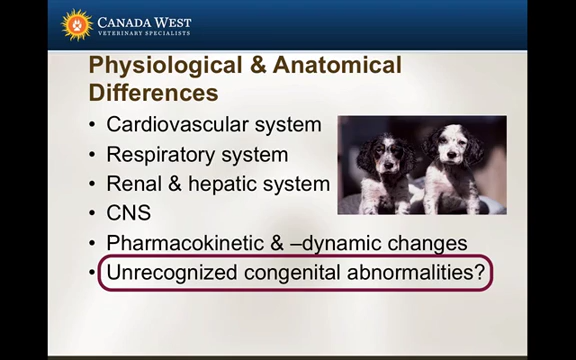 CANADA WEST
VETERINARY SPECIALISTS
Physiological & Anatomical
Differences
• Cardiovascular system
• Respiratory system
• Renal & hepatic system
• CNS
• Pharmacokinetic & –dynamic changes
• Unrecognized congenital abnormalities?